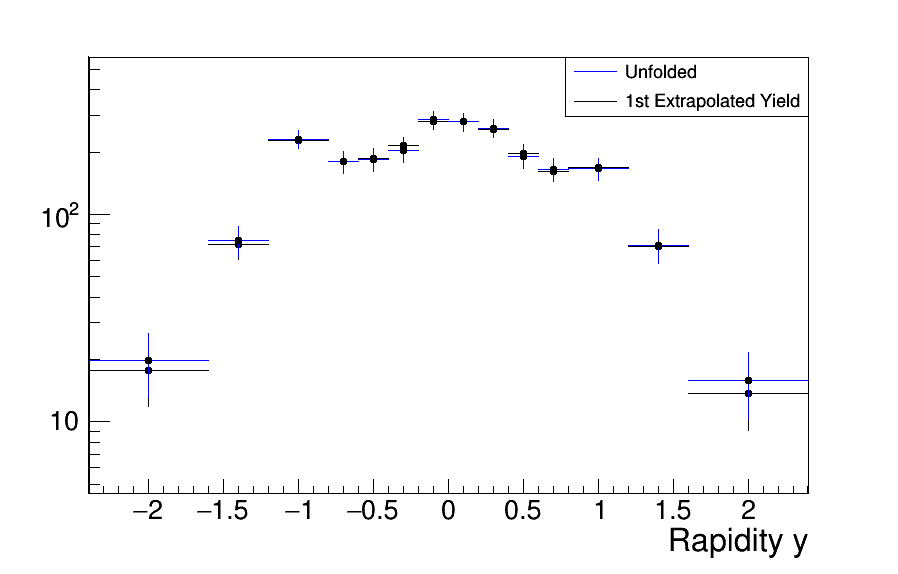 Unfolded
1st Extrapolated Yield
10²
10
−2 −1.5 −1 −0.5 0 0.5 1 1.5 2
Rapidity y